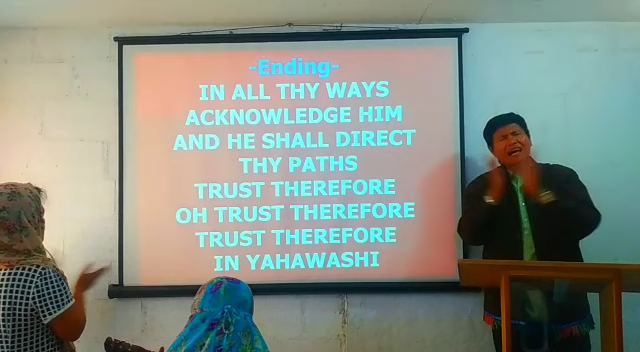 -Ending-
IN ALL THY WAYS
ACKNOWLEDGE HIM
AND HE SHALL DIRECT
THY PATHS
TRUST THEREFORE
OH TRUST THEREFORE
TRUST THEREFORE
IN YAHAWASHI